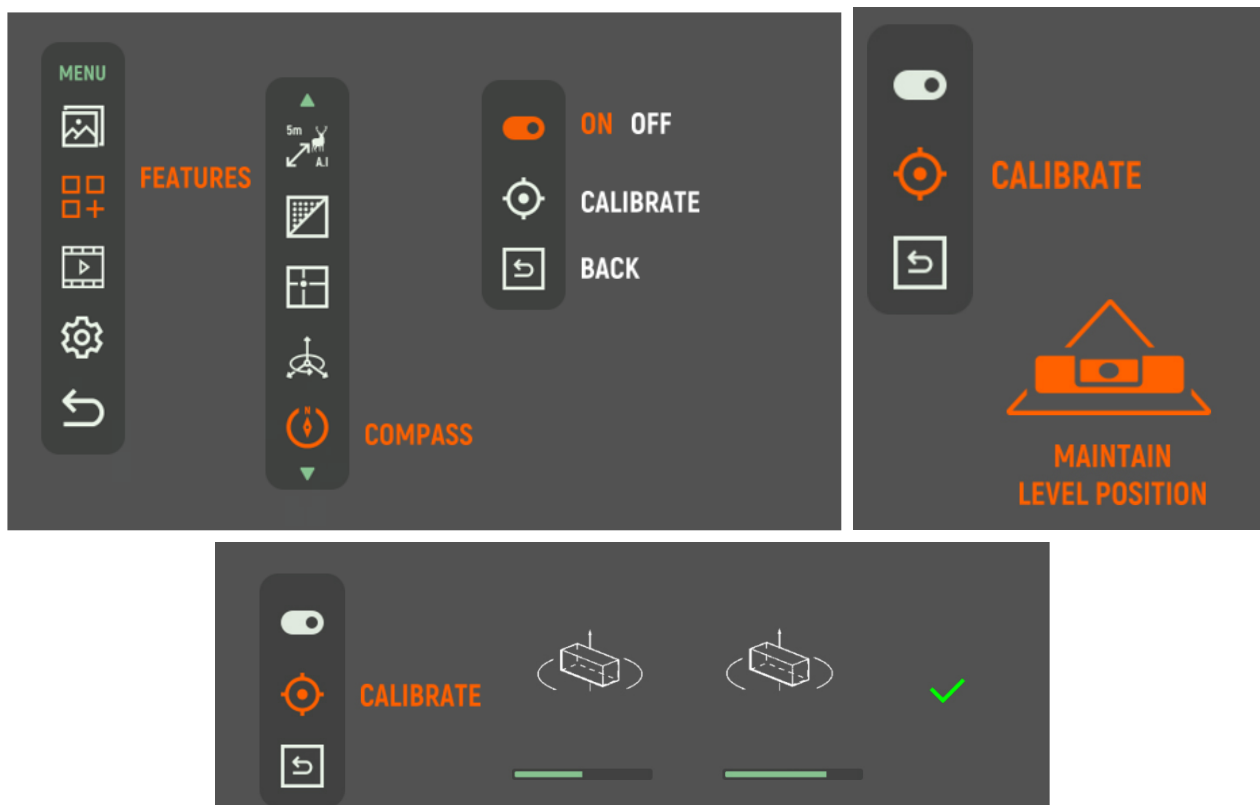 MENU
FEATURES
5m
A.I
N
COMPASS
ON OFF
CALIBRATE
BACK
CALIBRATE
MAINTAIN
LEVEL POSITION
CALIBRATE